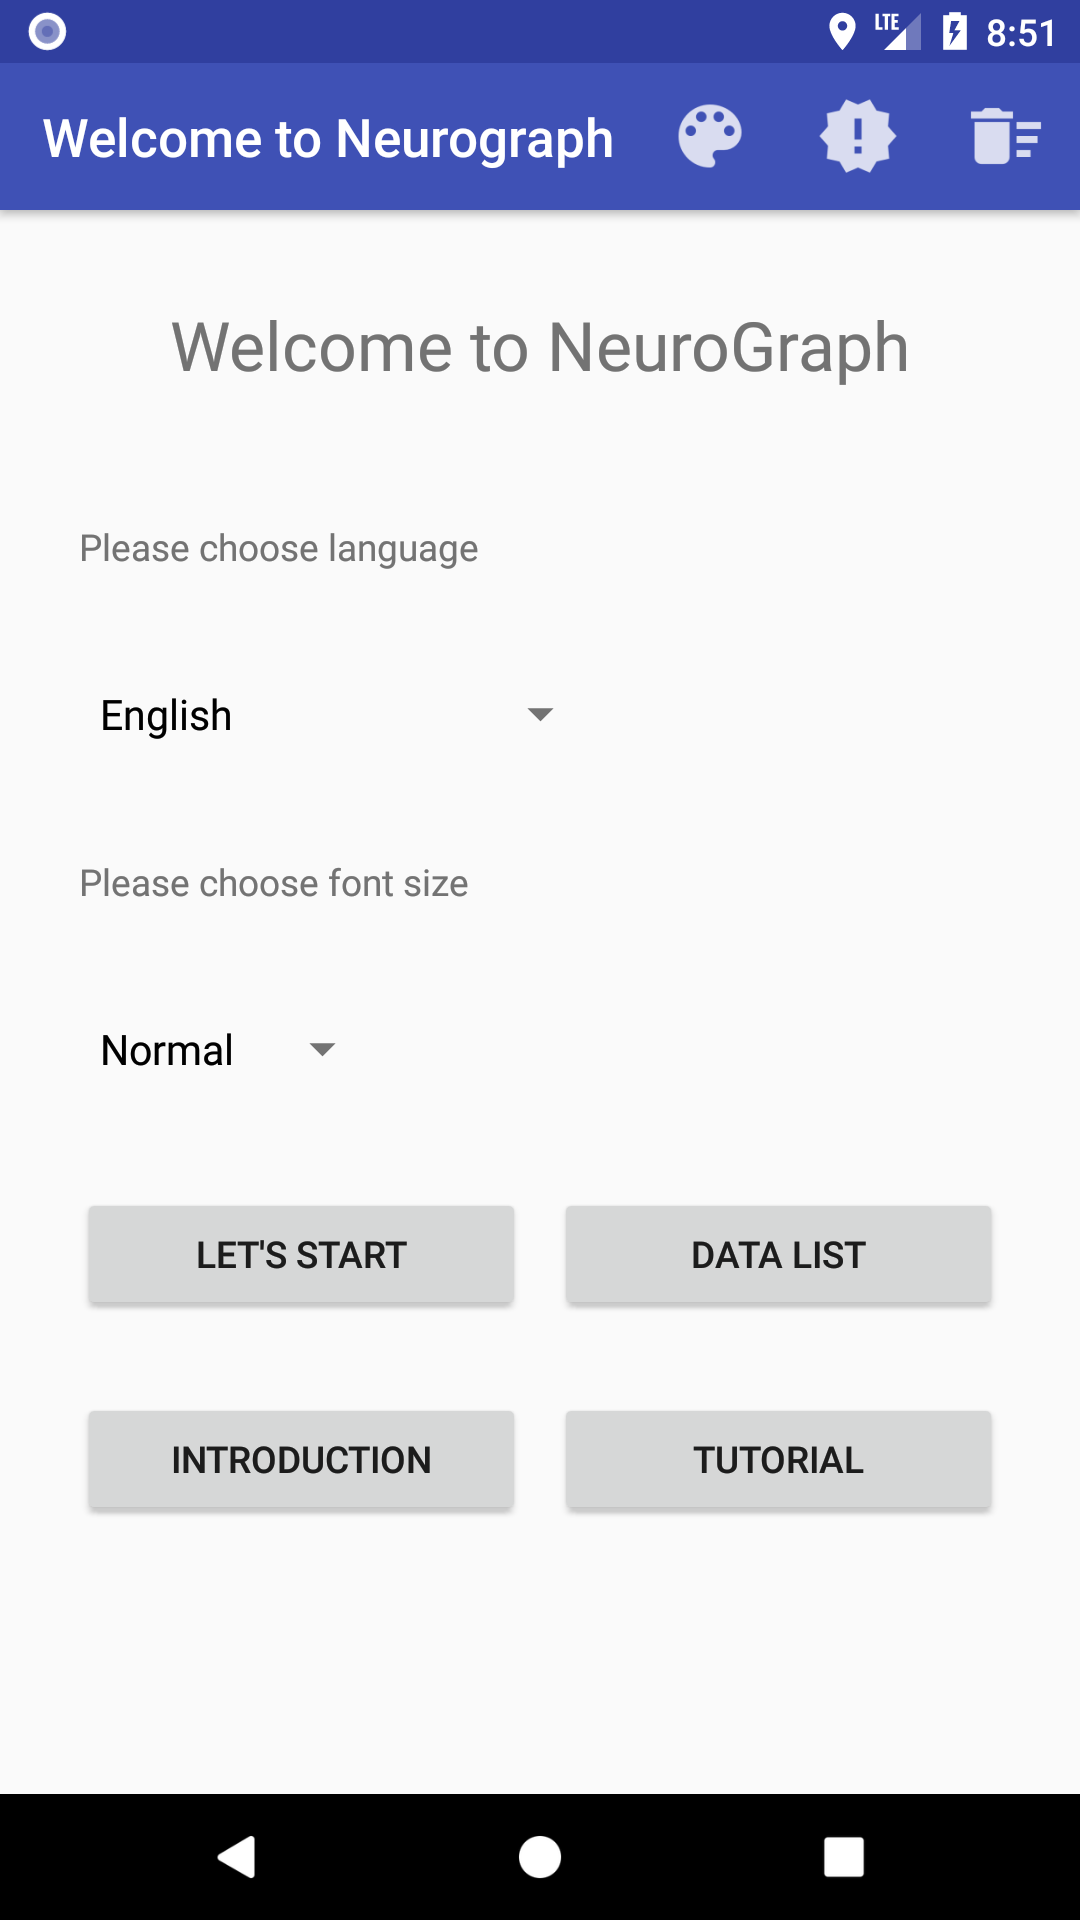 LTE 8:51
Welcome to Neurograph
Welcome to NeuroGraph
Please choose language
English
Please choose font size
Normal
LET'S START
DATA LIST
INTRODUCTION
TUTORIAL